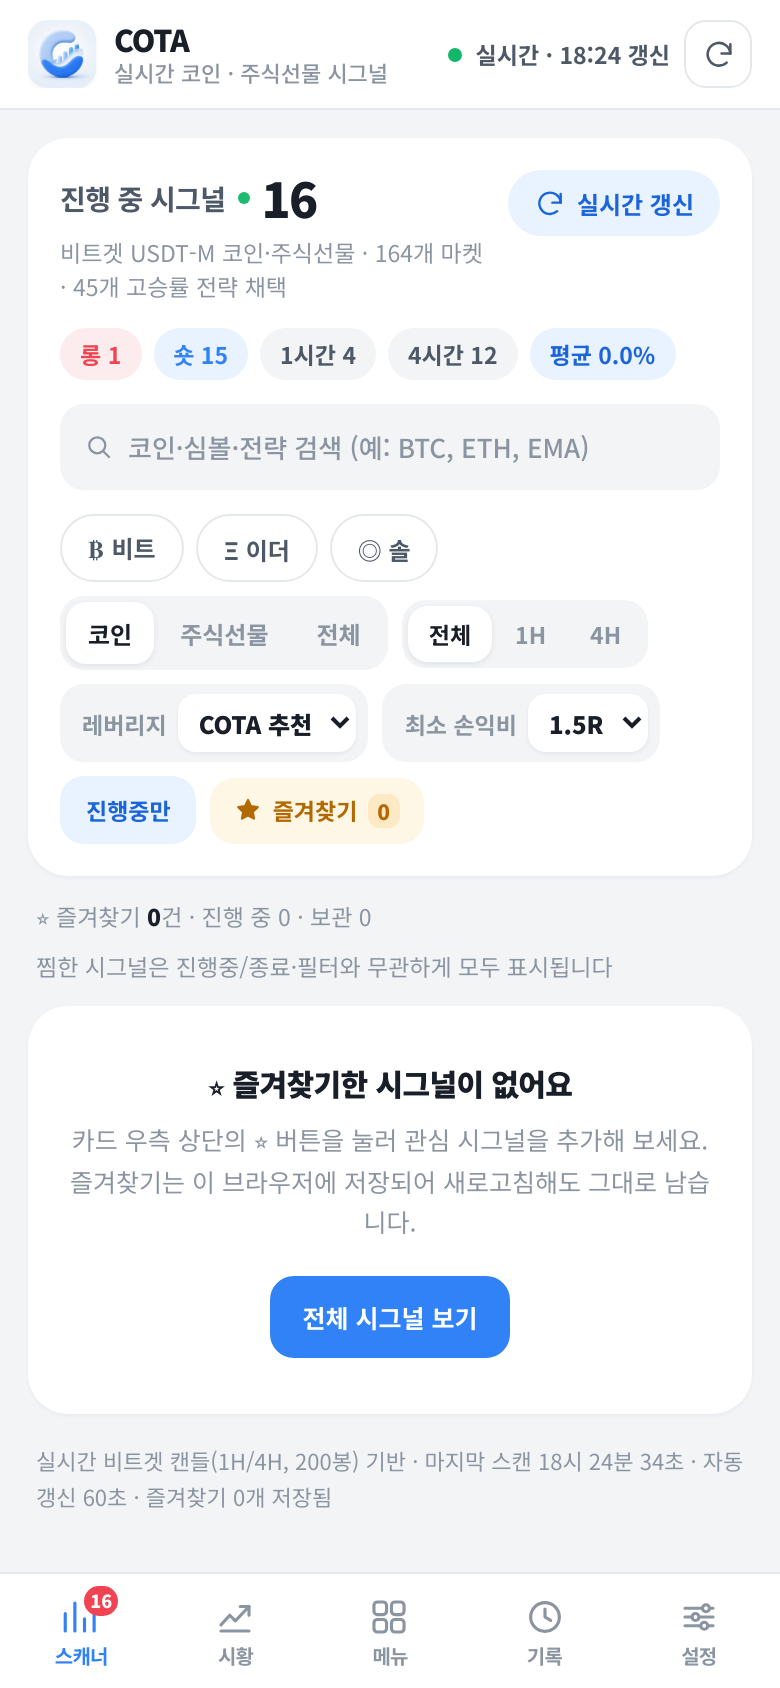 COTA
실시간 코인 · 주식선물 시그널
실시간 · 18:24 갱신
진행 중 시그널 16
실시간 갱신
비트겟 USDT-M 코인·주식선물 · 164개 마켓
· 45개 고승률 전략 채택
롱 1
숏 15
1시간 4
4시간 12
평균 0.0%
코인·심볼·전략 검색 (예: BTC, ETH, EMA)
₿ 비트
Ξ 이더
◎ 솔
코인
주식선물
전체
전체
1H
4H
레버리지
COTA 추천
최소 손익비
1.5R
진행중만
★ 즐겨찾기 0
⭐ 즐겨찾기 0건 · 진행 중 0 · 보관 0
찜한 시그널은 진행중/종료·필터와 무관하게 모두 표시됩니다
⭐ 즐겨찾기한 시그널이 없어요
카드 우측 상단의 ⭐ 버튼을 눌러 관심 시그널을 추가해 보세요.
즐겨찾기는 이 브라우저에 저장되어 새로고침해도 그대로 남습
니다.
전체 시그널 보기
실시간 비트겟 캔들(1H/4H, 200봉) 기반 · 마지막 스캔 18시 24분 34초 · 자동
갱신 60초 · 즐겨찾기 0개 저장됨
16
스캐너
시황
메뉴
기록
설정